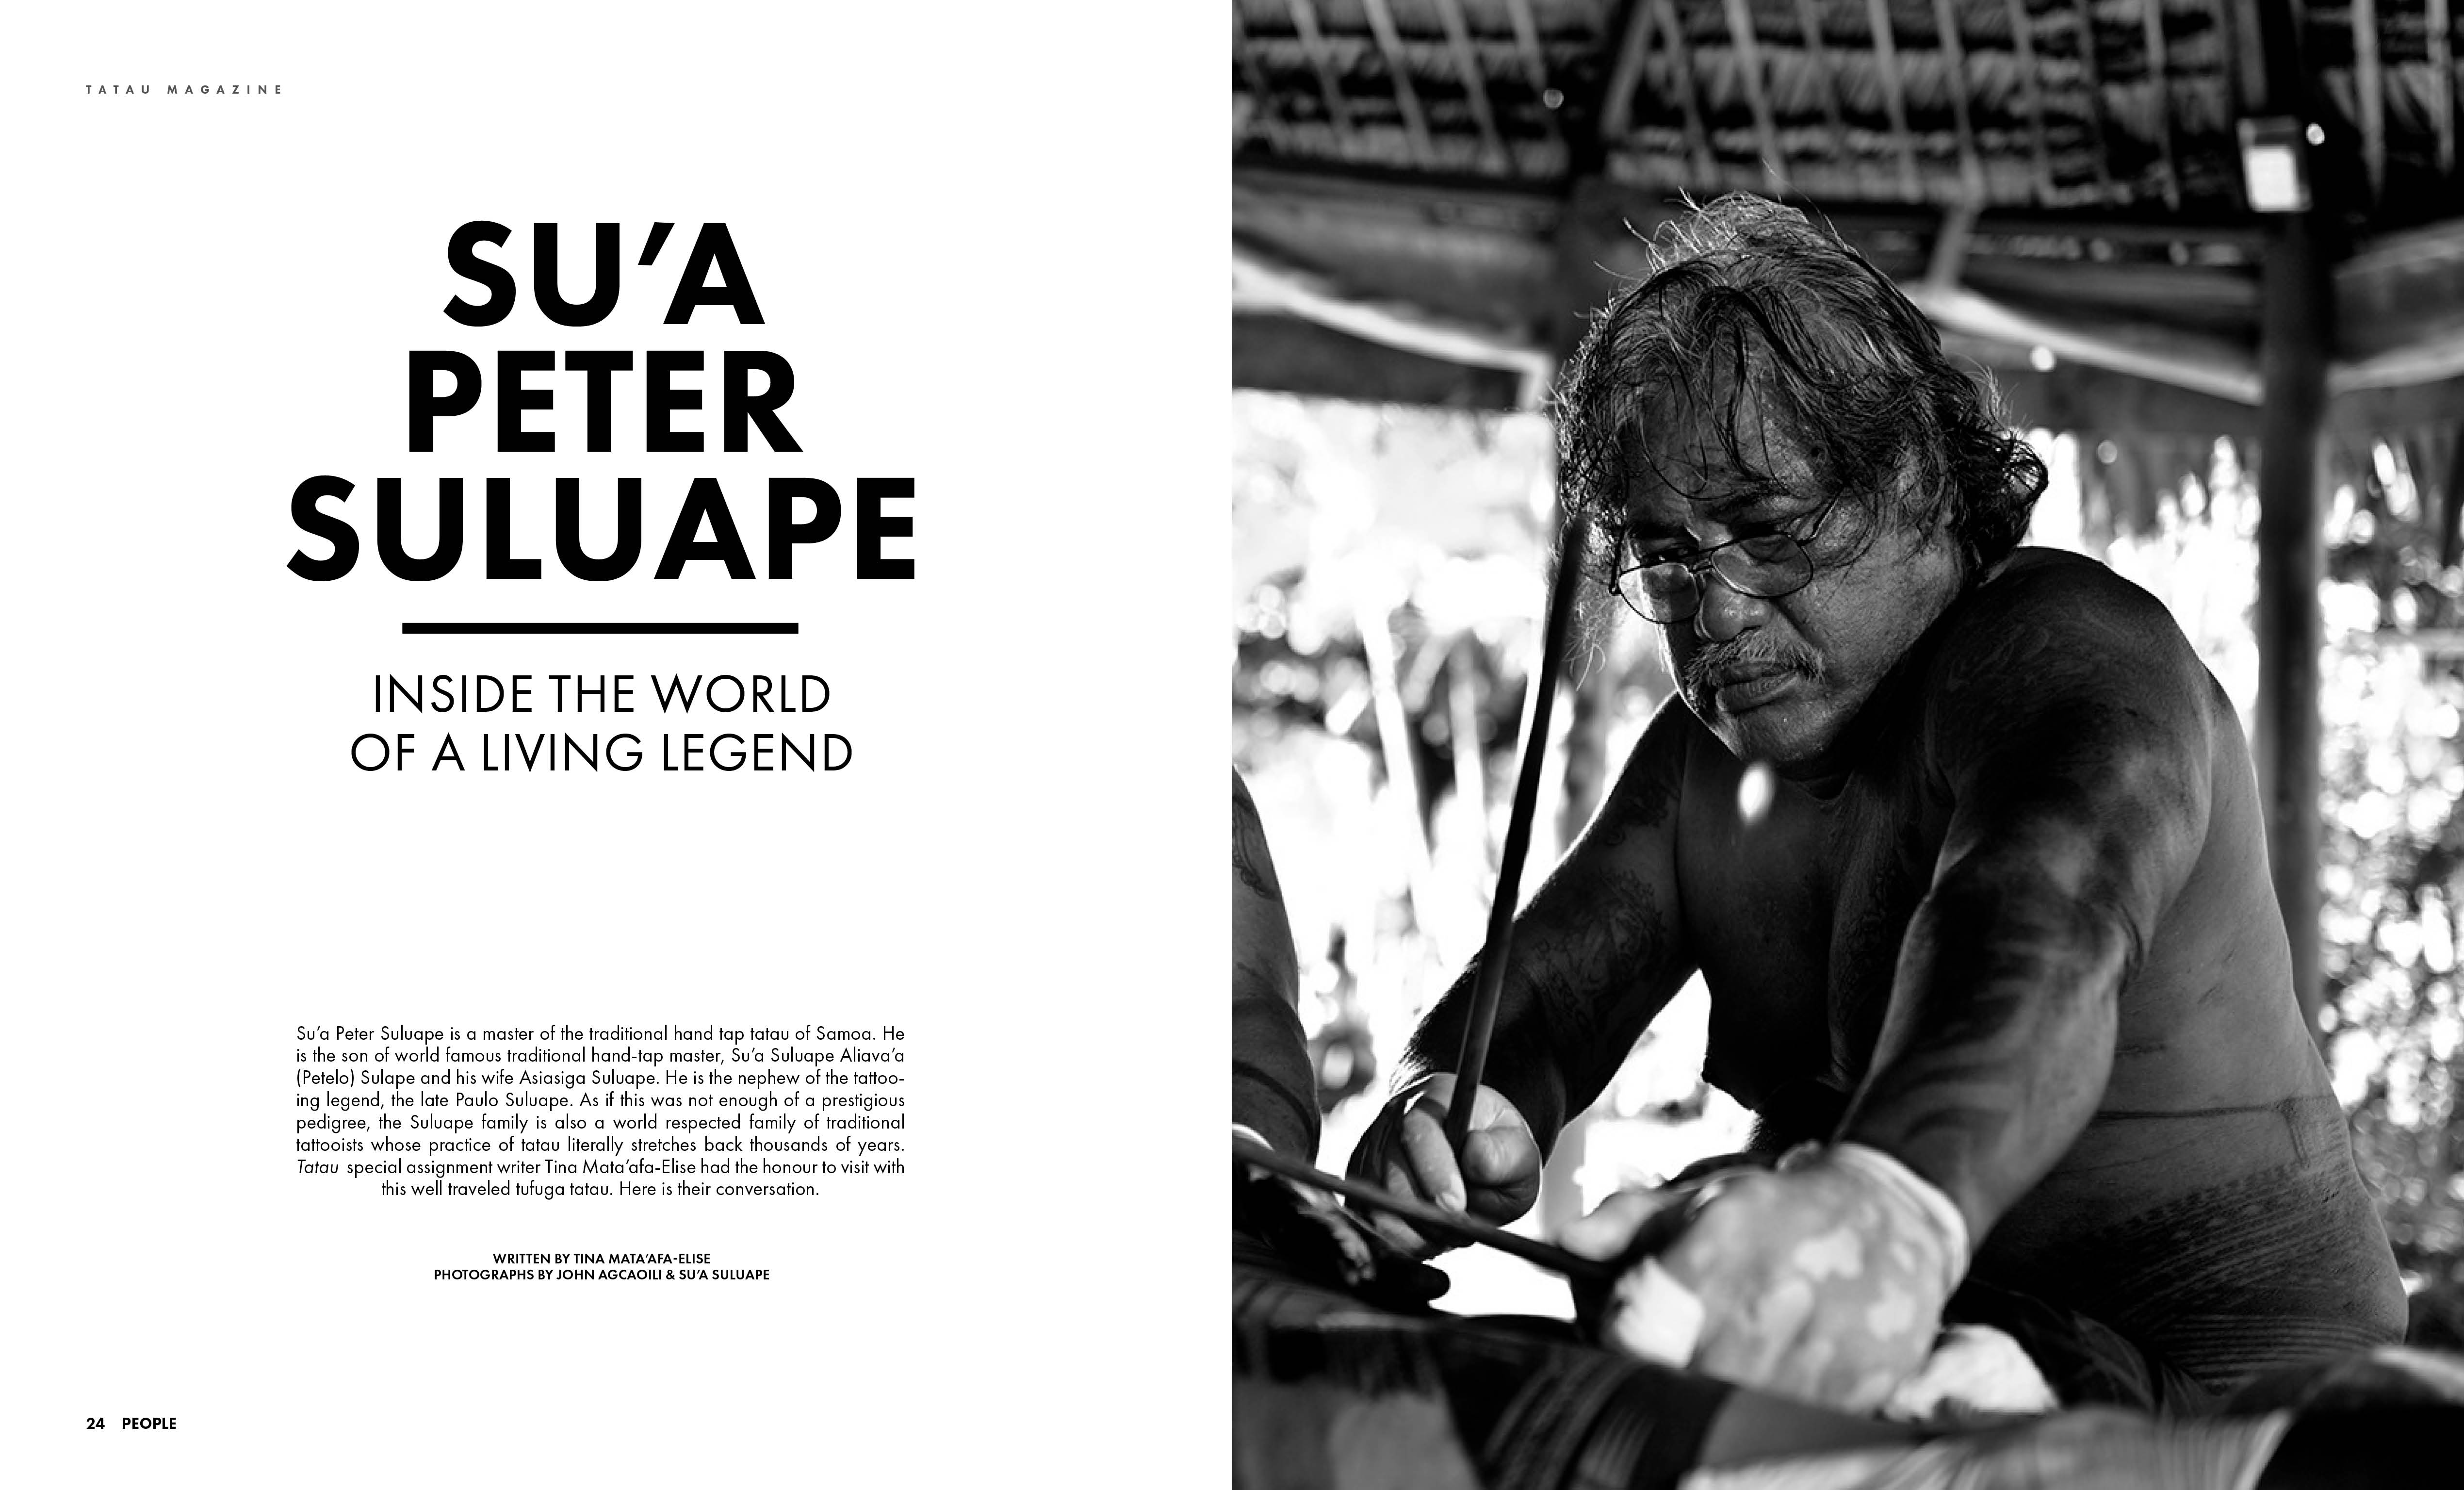 TATAU MAGAZINE
SU’A
PETER
SULUAPE
INSIDE THE WORLD
OF A LIVING LEGEND
Su’a Peter Suluape is a master of the traditional hand tap tatau of Samoa. He
is the son of world famous traditional hand-tap master, Su’a Suluape Aliava’a
(Petelo) Sulape and his wife Asiasiga Suluape. He is the nephew of the tattoo-
ing legend, the late Paulo Suluape. As if this was not enough of a prestigious
pedigree, the Suluape family is also a world respected family of traditional
tattooists whose practice of tatau literally stretches back thousands of years.
Tatau special assignment writer Tina Mata’afa-Elise had the honour to visit with
this well traveled tufuga tatau. Here is their conversation.
WRITTEN BY TINA MATA’AFA-ELISE
PHOTOGRAPHS BY JOHN AGCAOILI & SU’A SULUAPE
24 PEOPLE